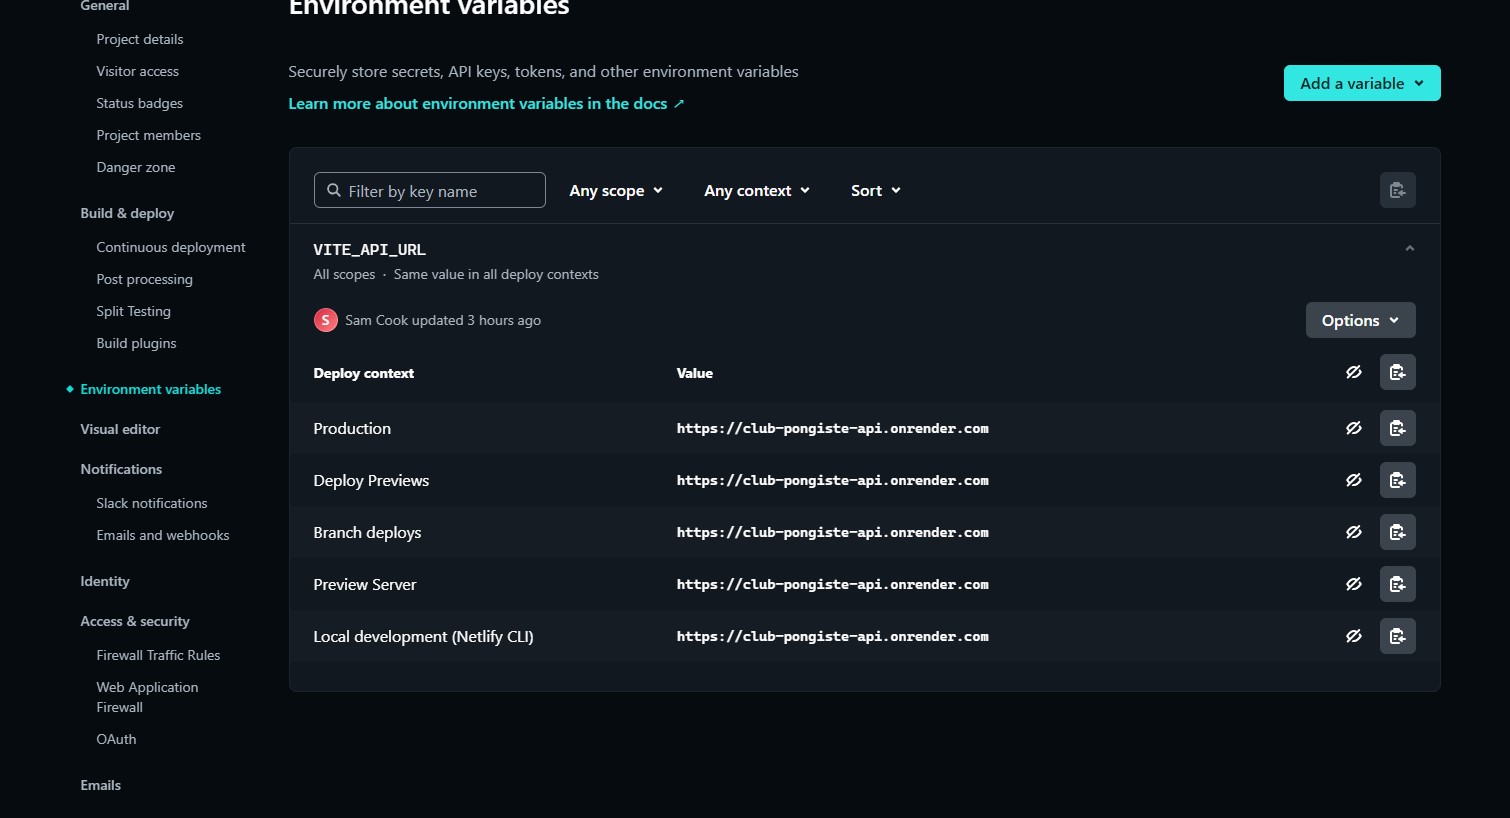 General
Project details
Visitor access
Status badges
Project members
Danger zone
Build & deploy
Continuous deployment
Post processing
Split Testing
Build plugins
Environment variables
Visual editor
Notifications
Slack notifications
Emails and webhooks
Identity
Access & security
Firewall Traffic Rules
Web Application
Firewall
OAuth
Emails
Environment variables
Securely store secrets, API keys, tokens, and other environment variables
Learn more about environment variables in the docs ↗
Add a variable
Filter by key name
Any scope
Any context
Sort
VITE_API_URL
All scopes · Same value in all deploy contexts
S Sam Cook updated 3 hours ago
Options
Deploy context Value
Production https://club-pongiste-api.onrender.com
Deploy Previews https://club-pongiste-api.onrender.com
Branch deploys https://club-pongiste-api.onrender.com
Preview Server https://club-pongiste-api.onrender.com
Local development (Netlify CLI) https://club-pongiste-api.onrender.com